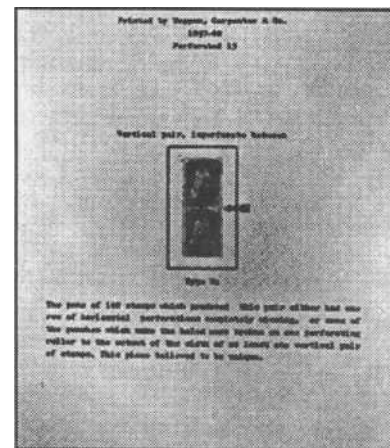 Printed by Toppan, Carpenter & Co.
1857-60
Perforated 15
Vertical pair, imperforate between
Type
The pane of 100 stamps which produced this pair either had one
row of horizontal perforations completely missing, or some of
the punches which make the holes were broken on one perforating
roller to the extent of the width of at least one vertical pair
of stamps. This piece believed to be unique.